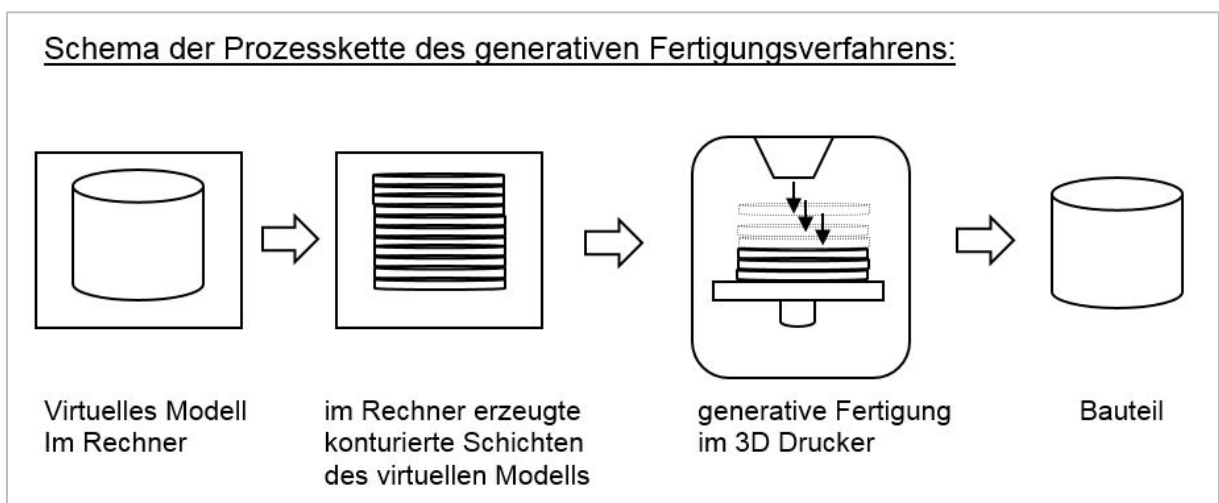 Schema der Prozesskette des generativen Fertigungsverfahrens:
Virtuelles Modell
Im Rechner
im Rechner erzeugte
konturierte Schichten
des virtuellen Modells
generative Fertigung
im 3D Drucker
Bauteil